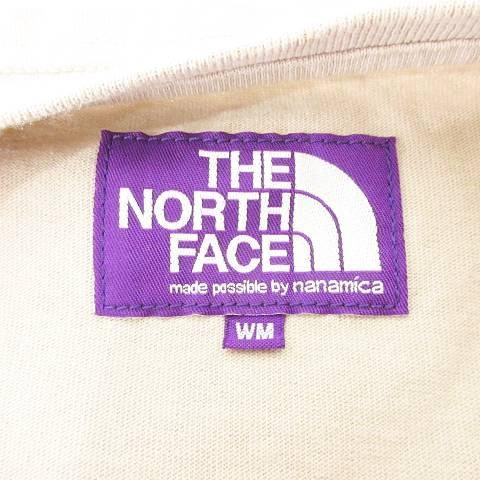 THE
NORTH
FACE
made possible by nanamica
WM